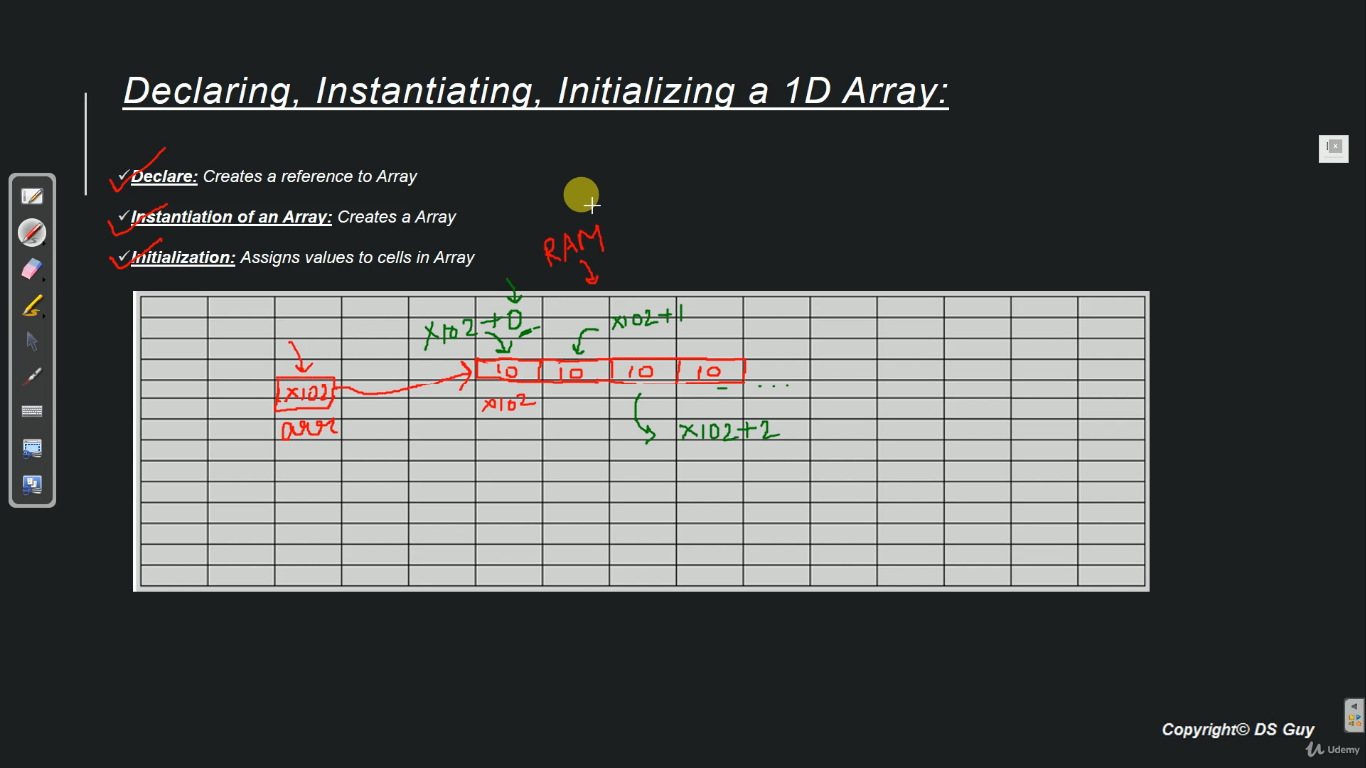 Declaring, Instantiating, Initializing a 1D Array:
✓Declare: Creates a reference to Array
✓Instantiation of an Array: Creates a Array
✓Initialization: Assigns values to cells in Array
RAM
x102+0
x102+1
10 10 10 10 ...
x102
x102
arr
x102+2
Copyright© DS Guy
Udemy